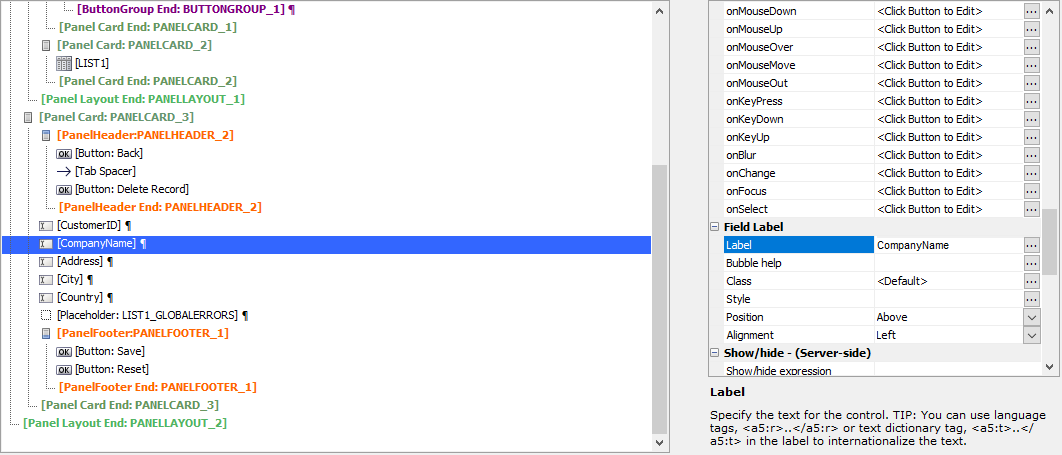 [ButtonGroup End: BUTTONGROUP_1] ¶
[Panel Card End: PANELCARD_1]
[Panel Card: PANELCARD_2]
[LIST1]
[Panel Card End: PANELCARD_2]
[Panel Layout End: PANELLAYOUT_1]
[Panel Card: PANELCARD_3]
[PanelHeader:PANELHEADER_2]
OK [Button: Back]
[Tab Spacer]
OK [Button: Delete Record]
[PanelHeader End: PANELHEADER_2]
[CustomerID] ¶
[CompanyName] ¶
[Address] ¶
[City] ¶
[Country] ¶
[Placeholder: LIST1_GLOBALERRORS] ¶
[PanelFooter:PANELFOOTER_1]
OK [Button: Save]
OK [Button: Reset]
[PanelFooter End: PANELFOOTER_1]
[Panel Card End: PANELCARD_3]
[Panel Layout End: PANELLAYOUT_2]
onMouseDown <Click Button to Edit> ...
onMouseUp <Click Button to Edit> ...
onMouseOver <Click Button to Edit> ...
onMouseMove <Click Button to Edit> ...
onMouseOut <Click Button to Edit> ...
onKeyPress <Click Button to Edit> ...
onKeyDown <Click Button to Edit> ...
onKeyUp <Click Button to Edit> ...
onBlur <Click Button to Edit> ...
onChange <Click Button to Edit> ...
onFocus <Click Button to Edit> ...
onSelect <Click Button to Edit> ...
Field Label
Label CompanyName ...
Bubble help ...
Class <Default> ...
Style ...
Position Above
Alignment Left
Show/hide - (Server-side)
Show/hide expression
Label
Specify the text for the control. TIP: You can use language
tags, <a5:r>..</a5:r> or text dictionary tag, <a5:t>..</
a5:t> in the label to internationalize the text.